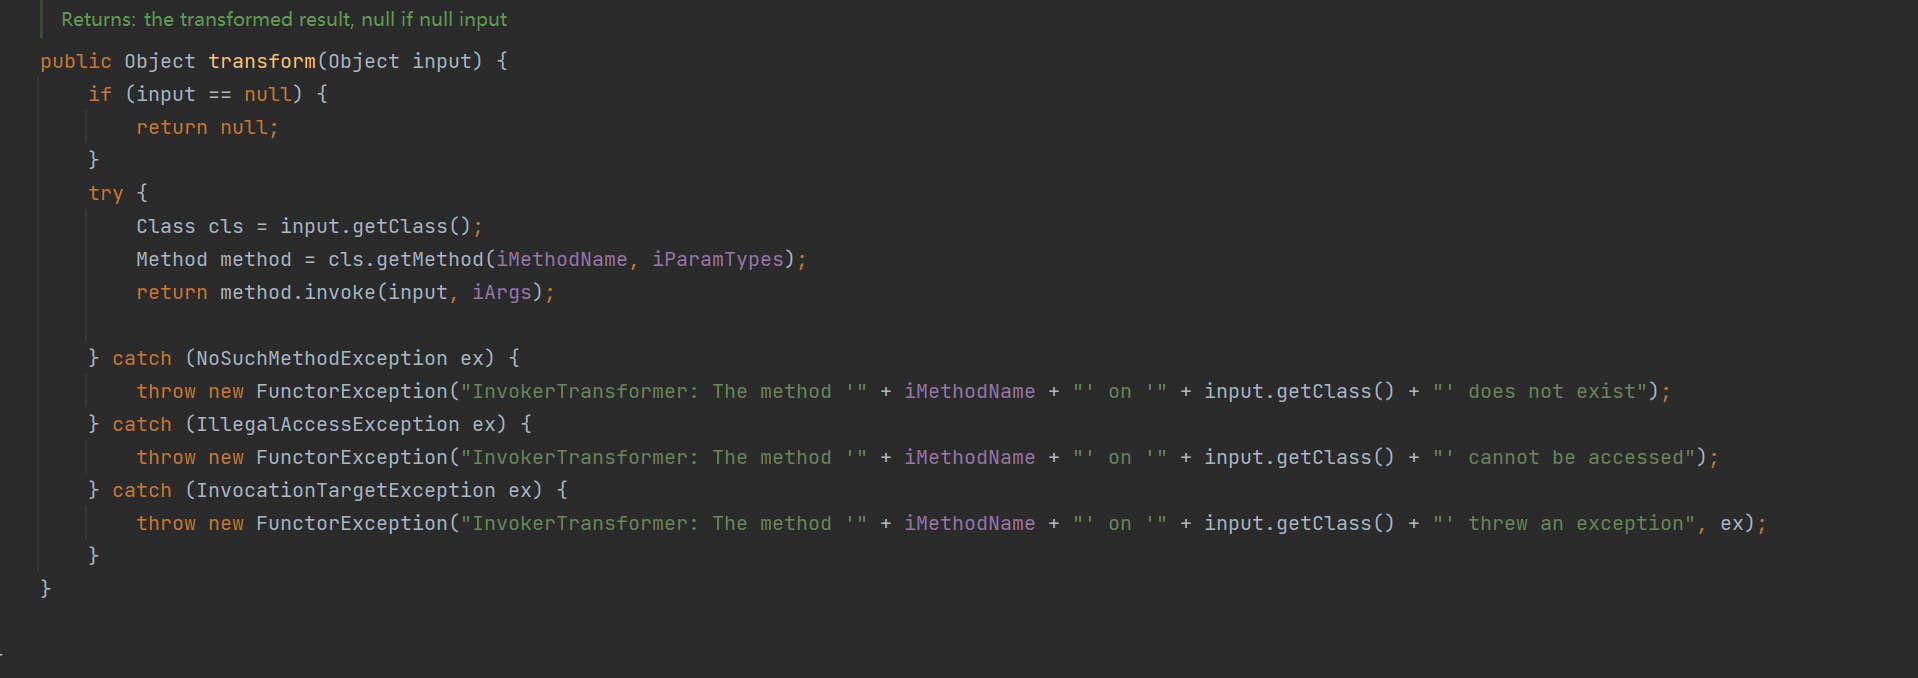 Returns: the transformed result, null if null input
public Object transform(Object input) {
    if (input == null) {
        return null;
    }
    try {
        Class cls = input.getClass();
        Method method = cls.getMethod(iMethodName, iParamTypes);
        return method.invoke(input, iArgs);
    } catch (NoSuchMethodException ex) {
        throw new FunctorException("InvokerTransformer: The method '" + iMethodName + "' on '" + input.getClass() + "' does not exist");
    } catch (IllegalAccessException ex) {
        throw new FunctorException("InvokerTransformer: The method '" + iMethodName + "' on '" + input.getClass() + "' cannot be accessed");
    } catch (InvocationTargetException ex) {
        throw new FunctorException("InvokerTransformer: The method '" + iMethodName + "' on '" + input.getClass() + "' threw an exception", ex);
    }
}